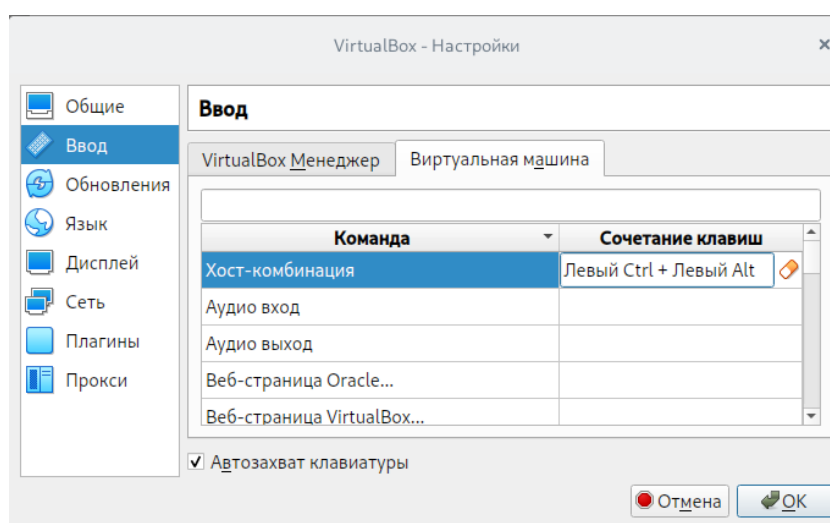 VirtualBox - Настройки
Общие
Ввод
Обновления
Язык
Дисплей
Сеть
Плагины
Прокси
Ввод
VirtualBox Менеджер
Виртуальная машина
Команда
Сочетание клавиш
Хост-комбинация
Левый Ctrl + Левый Alt
Аудио вход
Аудио выход
Веб-страница Oracle...
Веб-страница VirtualBox...
Автозахват клавиатуры
Отмена
OK